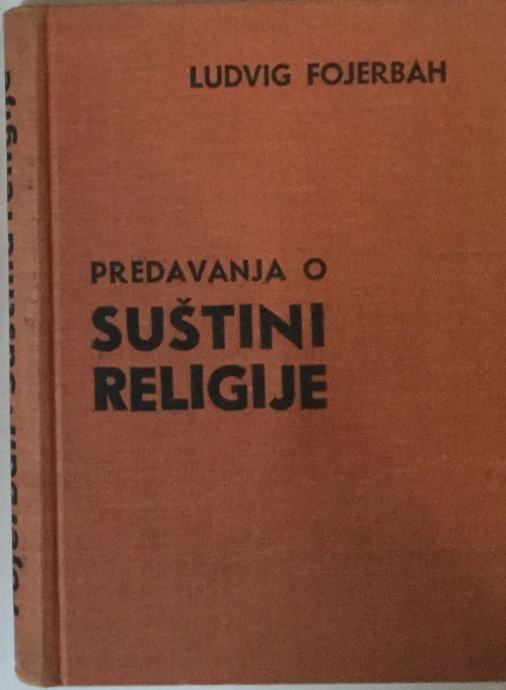 LUDVIG FOJERBAH
PREDAVANJA O
SUŠTINI
RELIGIJE